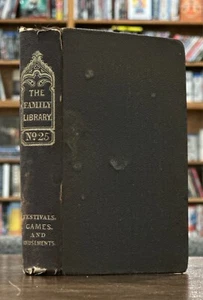 THE
FAMILY
LIBRARY.
No. 25
FESTIVALS,
GAMES,
AND
AMUSEMENTS.